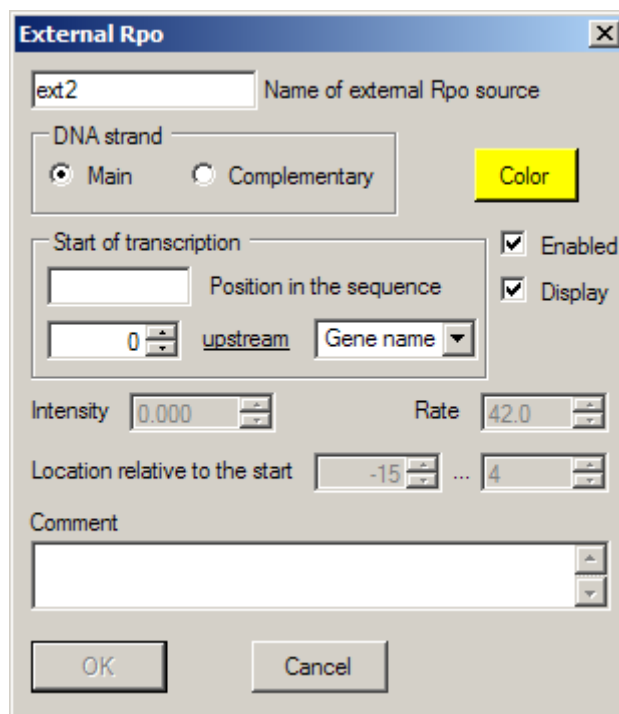 External Rpo
ext2 Name of external Rpo source
DNA strand
Main Complementary Color
Start of transcription
Enabled
Position in the sequence
Display
0 upstream Gene name
Intensity 0.000 Rate 42.0
Location relative to the start -15 ... 4
Comment
OK Cancel